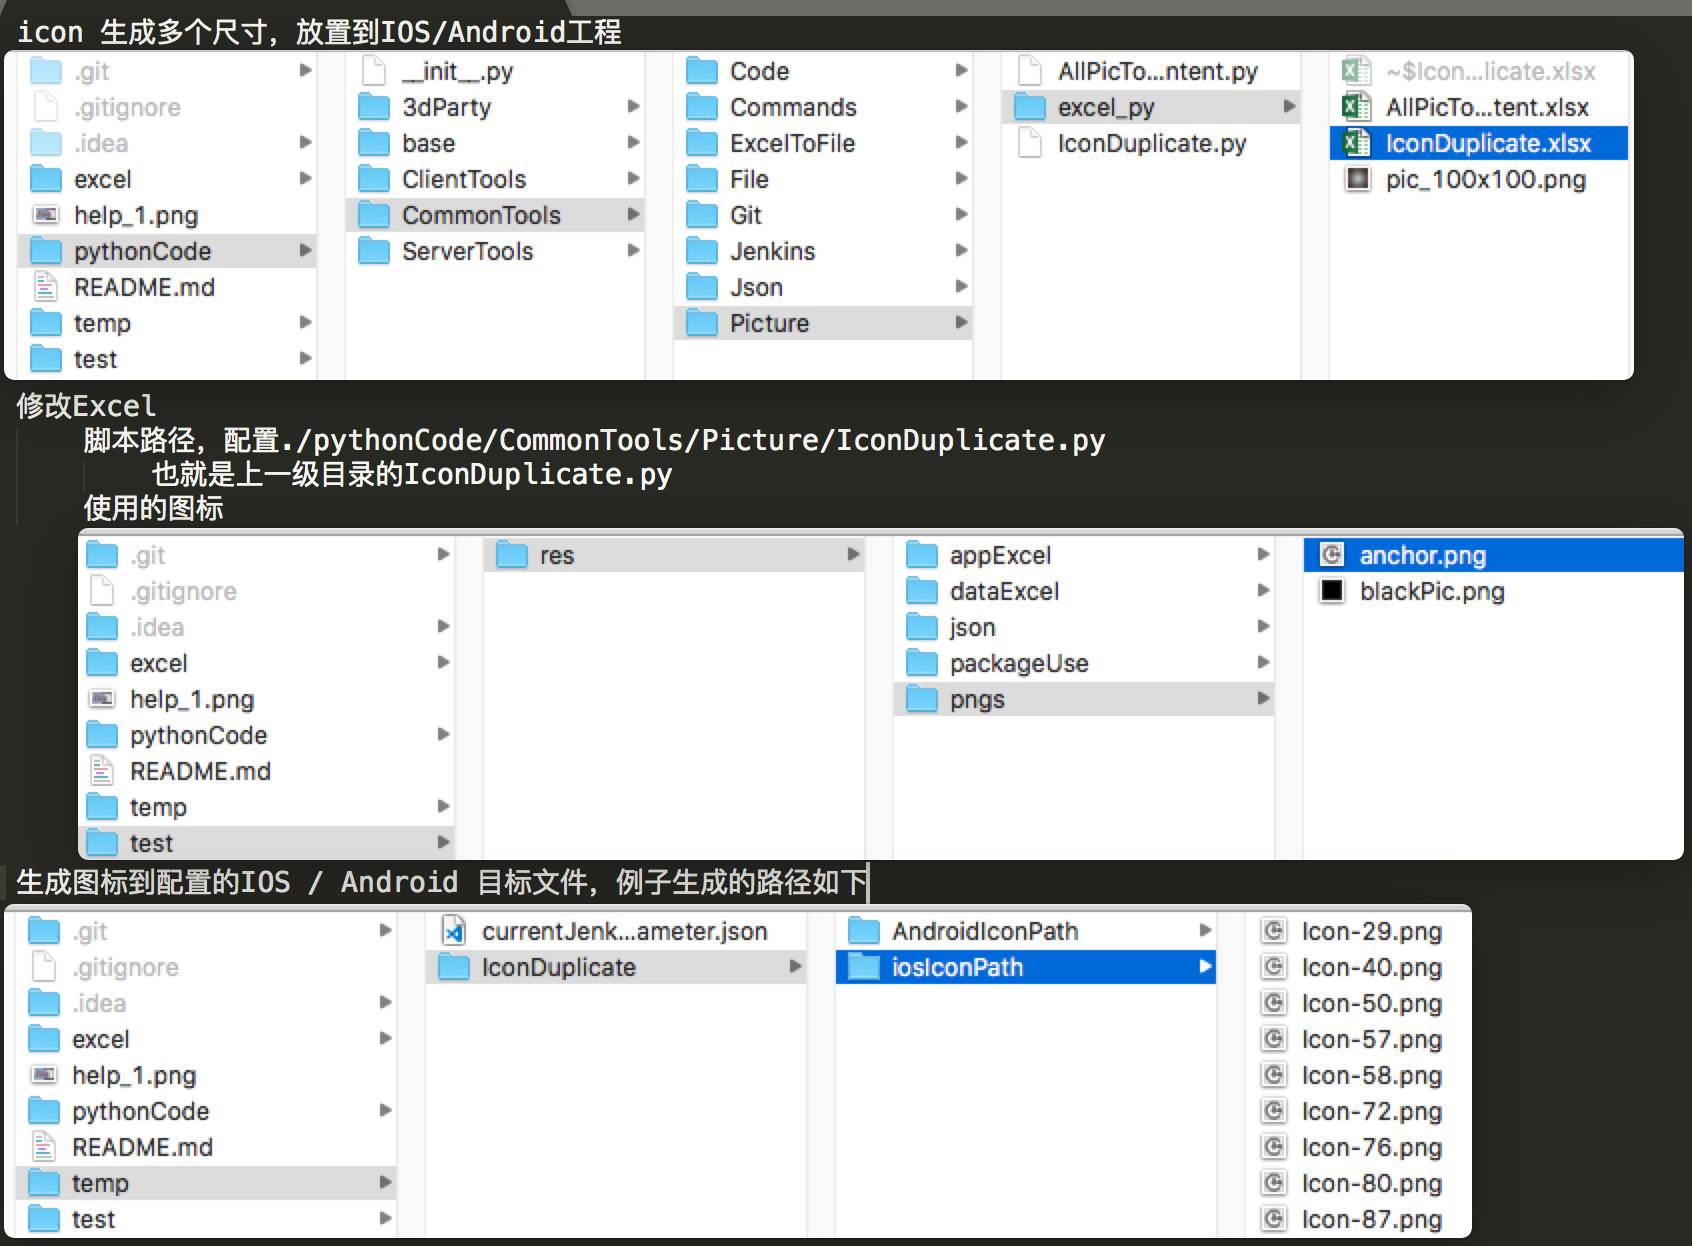 icon 生成多个尺寸，放置到IOS/Android工程
.git
.gitignore
.idea
excel
help_1.png
pythonCode
README.md
temp
test
__init__.py
3dParty
base
ClientTools
CommonTools
ServerTools
Code
Commands
ExcelToFile
File
Git
Jenkins
Json
Picture
AllPicTo...ntent.py
excel_py
IconDuplicate.py
~$Icon...licate.xlsx
AllPicTo...tent.xlsx
IconDuplicate.xlsx
pic_100x100.png
修改Excel
脚本路径，配置./pythonCode/CommonTools/Picture/IconDuplicate.py
也就是上一级目录的IconDuplicate.py
使用的图标
.git
.gitignore
.idea
excel
help_1.png
pythonCode
README.md
temp
test
res
appExcel
dataExcel
json
packageUse
pngs
anchor.png
blackPic.png
生成图标到配置的IOS / Android 目标文件，例子生成的路径如下
.git
.gitignore
.idea
excel
help_1.png
pythonCode
README.md
temp
test
currentJenk...ameter.json
IconDuplicate
AndroidIconPath
iosIconPath
Icon-29.png
Icon-40.png
Icon-50.png
Icon-57.png
Icon-58.png
Icon-72.png
Icon-76.png
Icon-80.png
Icon-87.png